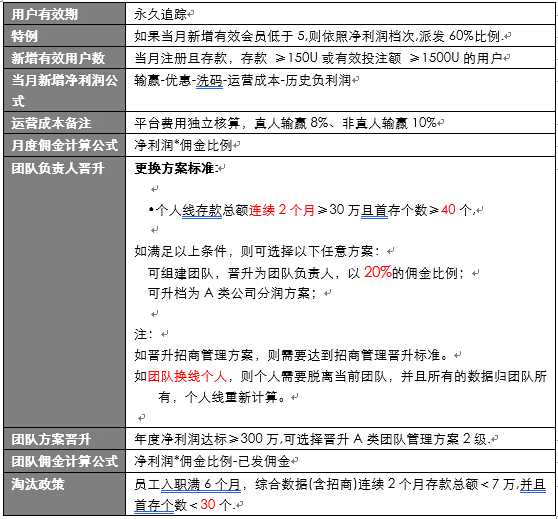 用户有效期 永久追踪
特例 如果当月新增有效会员低于 5,则依照净利润档次,派发 60%比例.
新增有效用户数 当月注册且存款，存款 ≥150U 或有效投注额 ≥1500U 的用户
当月新增净利润公式 输赢-优惠-洗码-运营成本-历史负利润
运营成本备注 平台费用独立核算，真人输赢 8%、非真人输赢 10%
月度佣金计算公式 净利润*佣金比例
团队负责人晋升 更换方案标准:
•个人线存款总额连续 2 个月≥30 万且首存个数≥40 个,
如满足以上条件，则可选择以下任意方案：
可组建团队，晋升为团队负责人，以 20%的佣金比例；
可升档为 A 类公司分润方案；
注：
如晋升招商管理方案，则需要达到招商管理晋升标准。
如团队换线个人，则个人需要脱离当前团队，并且所有的数据归团队所
有，个人线重新计算。
团队方案晋升 年度净利润达标≥300 万,可选择晋升 A 类团队管理方案 2 级.
团队佣金计算公式 净利润*佣金比例-已发佣金
淘汰政策 员工入职满 6 个月，综合数据(含招商)连续 2 个月存款总额＜7 万,并且
首存个数＜30 个.